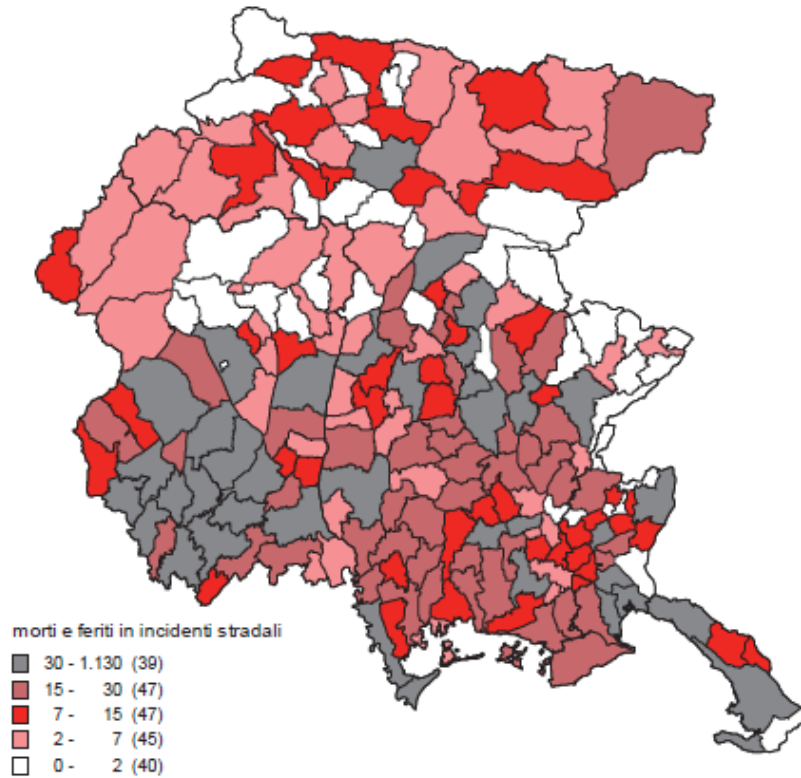 morti e feriti in incidenti stradali
30 - 1.130 (39)
15 - 30 (47)
7 - 15 (47)
2 - 7 (45)
0 - 2 (40)